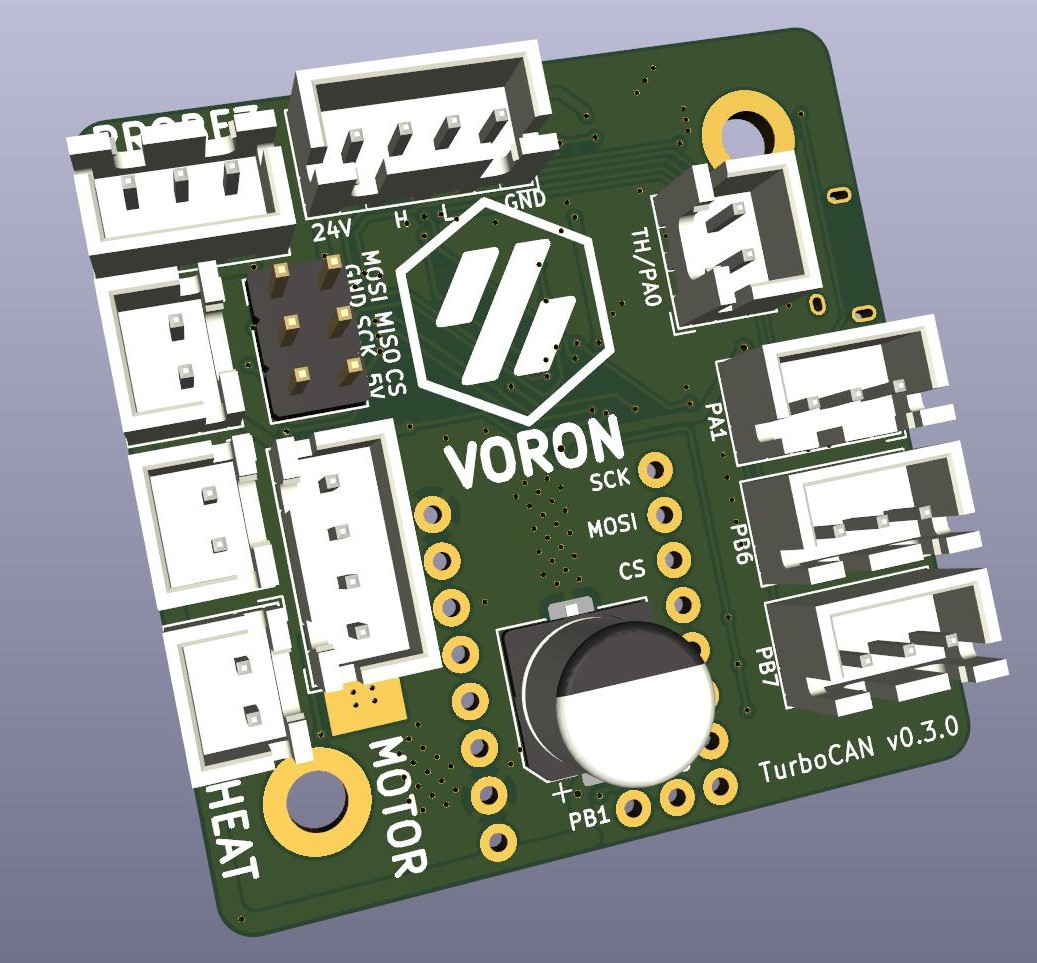 24V H L GND
MOSI MISO CS
GND SCK 5V
TH/PA0
VORON
PA1
SCK
MOSI
CS
PB6
PB7
TurboCAN v0.3.0
+
PB1
MOTOR
HEAT